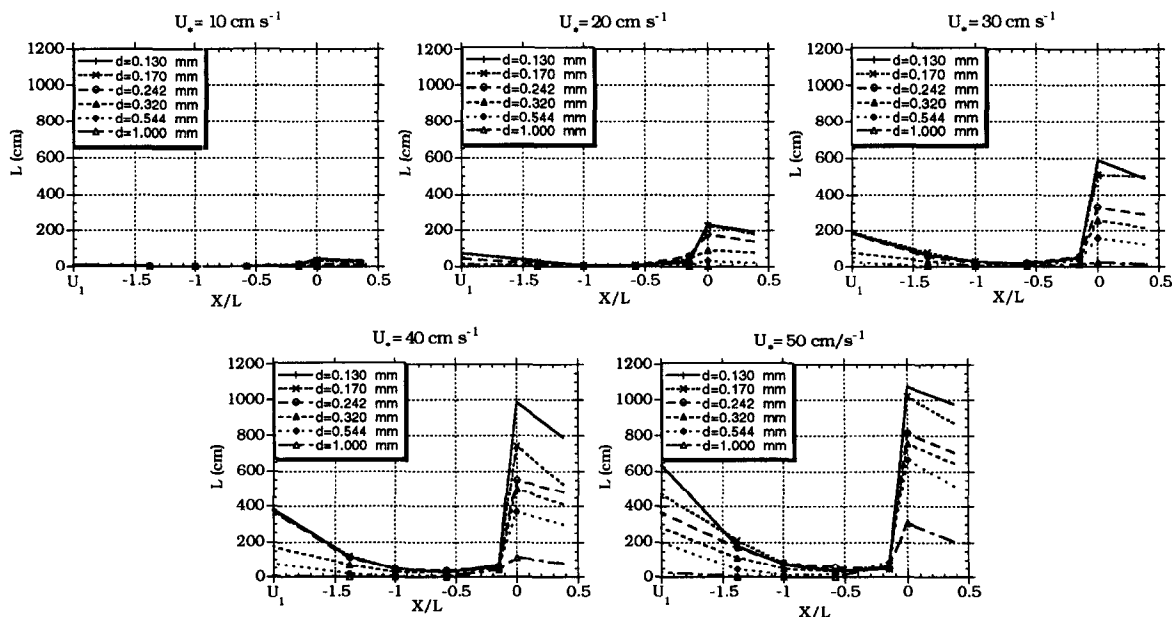 U* = 10 cm s⁻¹
1200
1000
800
600
400
200
0
L (cm)
d=0.130 mm
d=0.170 mm
d=0.242 mm
d=0.320 mm
d=0.544 mm
d=1.000 mm
U₁ -1.5 -1 -0.5 0 0.5
X/L
U* = 20 cm s⁻¹
1200
1000
800
600
400
200
0
L (cm)
d=0.130 mm
d=0.170 mm
d=0.242 mm
d=0.320 mm
d=0.544 mm
d=1.000 mm
U₁ -1.5 -1 -0.5 0 0.5
X/L
U* = 30 cm s⁻¹
1200
1000
800
600
400
200
0
L (cm)
d=0.130 mm
d=0.170 mm
d=0.242 mm
d=0.320 mm
d=0.544 mm
d=1.000 mm
U₁ -1.5 -1 -0.5 0 0.5
X/L
U* = 40 cm s⁻¹
1200
1000
800
600
400
200
0
L (cm)
d=0.130 mm
d=0.170 mm
d=0.242 mm
d=0.320 mm
d=0.544 mm
d=1.000 mm
U₁ -1.5 -1 -0.5 0 0.5
X/L
U* = 50 cm/s⁻¹
1200
1000
800
600
400
200
0
L (cm)
d=0.130 mm
d=0.170 mm
d=0.242 mm
d=0.320 mm
d=0.544 mm
d=1.000 mm
U₁ -1.5 -1 -0.5 0 0.5
X/L